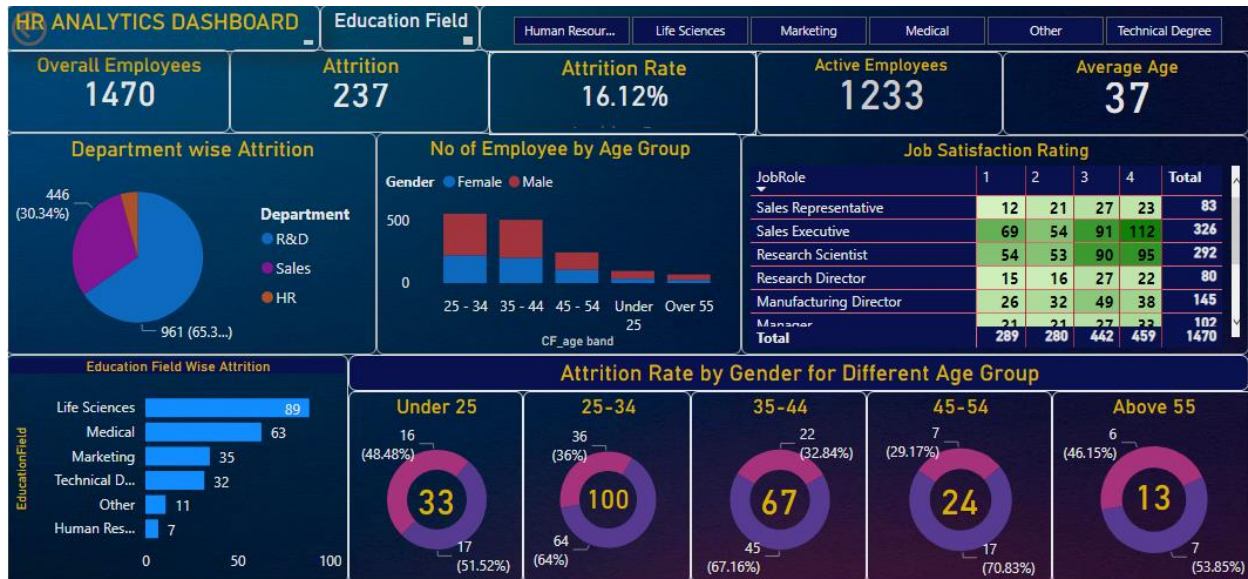 HR ANALYTICS DASHBOARD
Education Field
Human Resour...
Life Sciences
Marketing
Medical
Other
Technical Degree
Overall Employees
1470
Attrition
237
Attrition Rate
16.12%
Active Employees
1233
Average Age
37
Department wise Attrition
446
(30.34%)
961 (65.3...)
Department
R&D
Sales
HR
No of Employee by Age Group
Gender Female Male
500
0
25 - 34 35 - 44 45 - 54 Under 25 Over 55
CF_age band
Job Satisfaction Rating
JobRole 1 2 3 4 Total
Sales Representative 12 21 27 23 83
Sales Executive 69 54 91 112 326
Research Scientist 54 53 90 95 292
Research Director 15 16 27 22 80
Manufacturing Director 26 32 49 38 145
Manager 21 21 27 33 102
Total 289 280 442 459 1470
Education Field Wise Attrition
EducationField
Life Sciences 89
Medical 63
Marketing 35
Technical D... 32
Other 11
Human Res... 7
0 50 100
Attrition Rate by Gender for Different Age Group
Under 25
16
(48.48%)
33
17
(51.52%)
25-34
36
(36%)
100
64
(64%)
35-44
22
(32.84%)
67
45
(67.16%)
45-54
7
(29.17%)
24
17
(70.83%)
Above 55
6
(46.15%)
13
7
(53.85%)